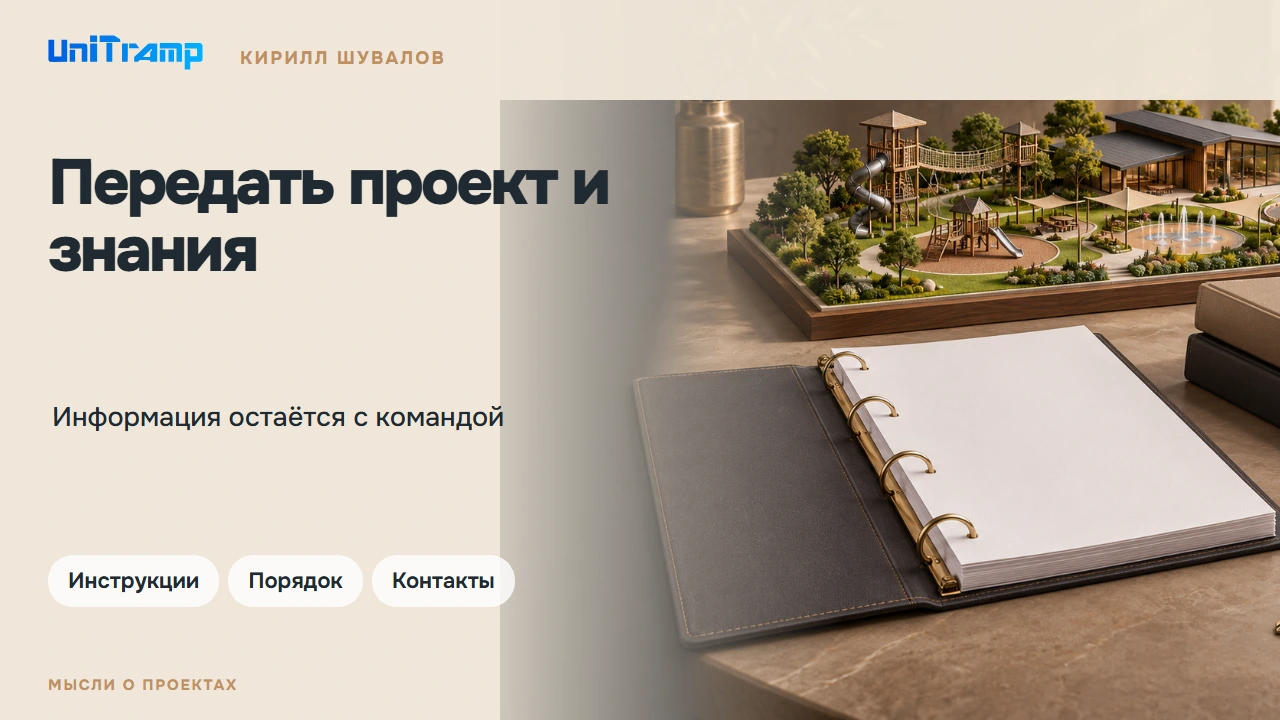 UniTramp
КИРИЛЛ ШУВАЛОВ
Передать проект и
знания
Информация остаётся с командой
Инструкции
Порядок
Контакты
МЫСЛИ О ПРОЕКТАХ